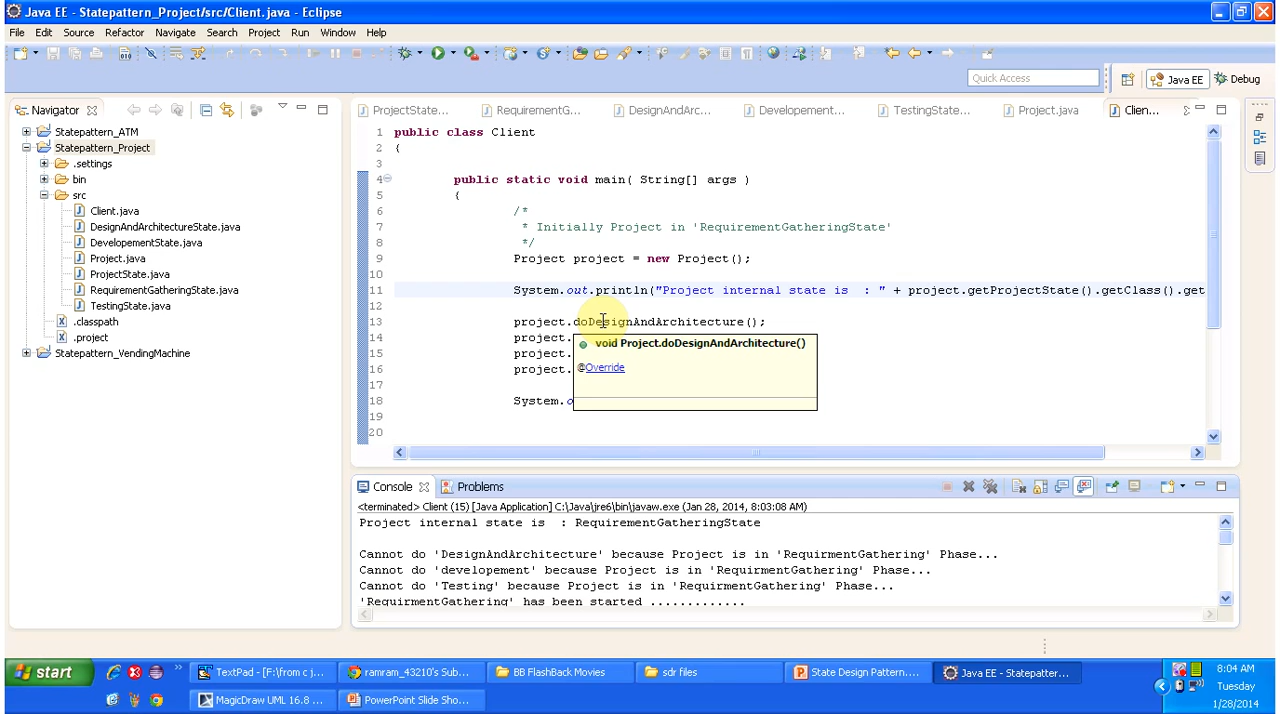 Java EE - Statepattern_Project/src/Client.java - Eclipse
File Edit Source Refactor Navigate Search Project Run Window Help
Quick Access
Java EE
Debug
Navigator
Statepattern_ATM
Statepattern_Project
.settings
bin
src
Client.java
DesignAndArchitectureState.java
DevelopementState.java
Project.java
ProjectState.java
RequirementGatheringState.java
TestingState.java
.classpath
.project
Statepattern_VendingMachine
ProjectState... RequirementG... DesignAndArc... Developement... TestingState... Project.java Clien...
1 public class Client
2 {
3
4 public static void main( String[] args )
5 {
6 /*
7 * Initially Project in 'RequirementGatheringState'
8 */
9 Project project = new Project();
10
11 System.out.println("Project internal state is : " + project.getProjectState().getClass().get
12
13 project.doDesignAndArchitecture();
14 project.
15 project.
16 project.
17
18 System.o
19
20
void Project.doDesignAndArchitecture()
@Override
Console Problems
<terminated> Client (15) [Java Application] C:\Java\jre6\bin\javaw.exe (Jan 28, 2014, 8:03:08 AM)
Project internal state is : RequirementGatheringState
Cannot do 'DesignAndArchitecture' because Project is in 'RequirmentGathering' Phase...
Cannot do 'developement' because Project is in 'RequirmentGathering' Phase...
Cannot do 'Testing' because Project is in 'RequirmentGathering' Phase...
'RequirmentGathering' has been started .............
start
TextPad - [F:\from c j...
ramram_43210's Sub...
BB FlashBack Movies
sdr files
State Design Pattern....
Java EE - Statepatter...
MagicDraw UML 16.8 ...
PowerPoint Slide Sho...
8:04 AM
Tuesday
1/28/2014